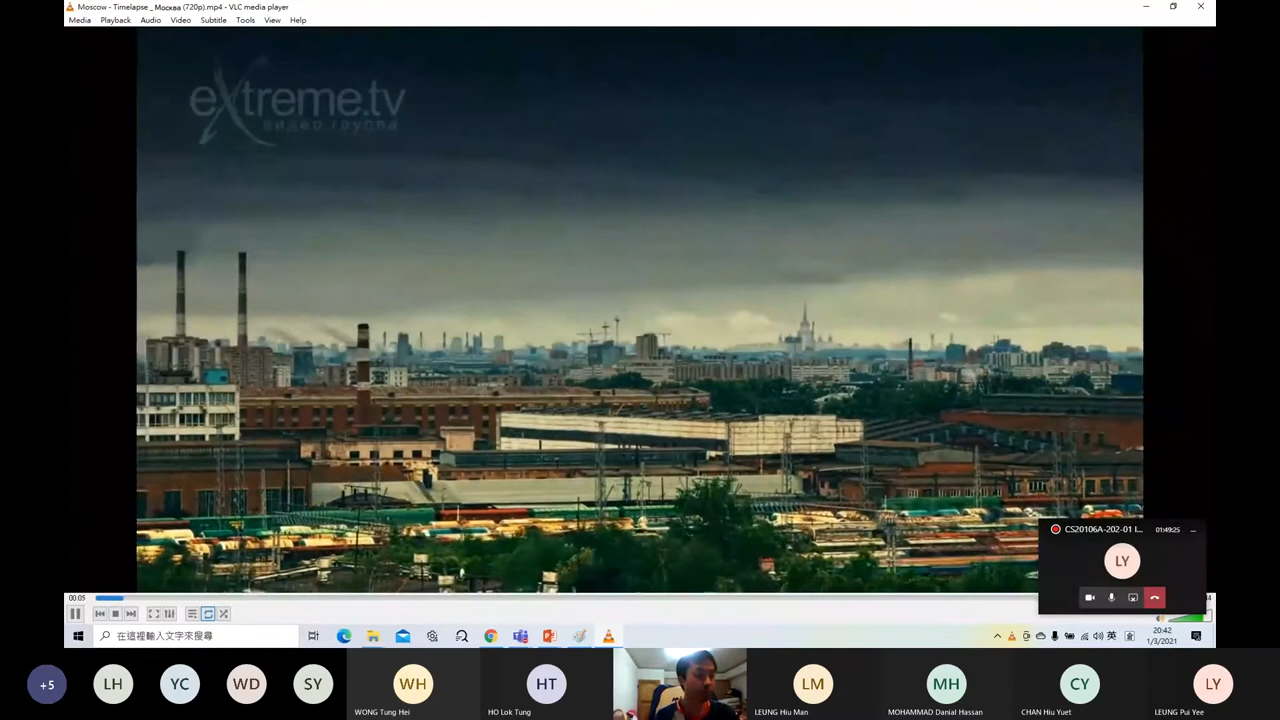 Moscow - Timelapse _ Москва (720p).mp4 - VLC media player
Media Playback Audio Video Subtitle Tools View Help
eXtreme.tv
видео группа
CS20106A-202-01 I... 01:49:25
LY
00:05
在這裡輸入文字來搜尋
英
20:42
1/3/2021
+5 LH YC WD SY WH HT LM MH CY LY
WONG Tung Hei HO Lok Tung LEUNG Hiu Man MOHAMMAD Danial Hassan CHAN Hiu Yuet LEUNG Pui Yee